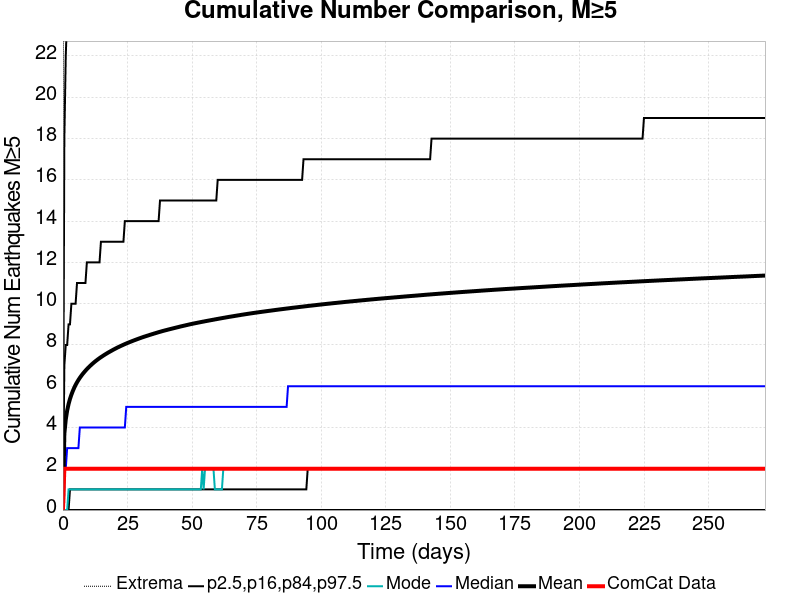 Cumulative Number Comparison, M≥5
Cumulative Num Earthquakes M≥5
22
20
18
16
14
12
10
8
6
4
2
0
0 25 50 75 100 125 150 175 200 225 250
Time (days)
Extrema p2.5,p16,p84,p97.5 Mode Median Mean ComCat Data